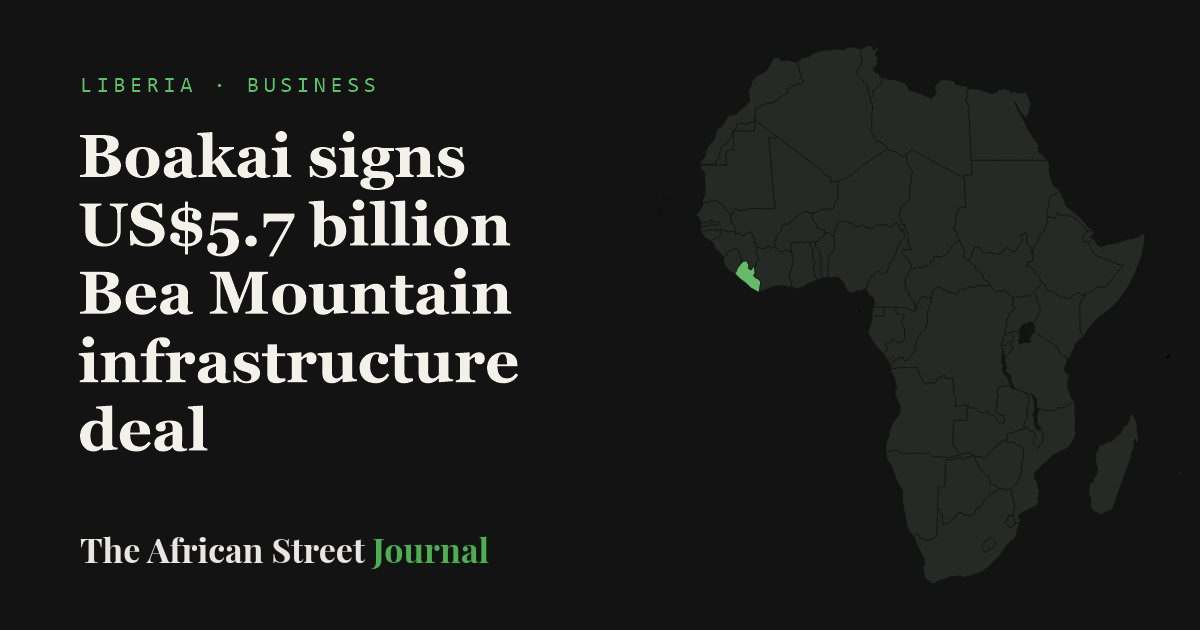 LIBERIA · BUSINESS
Boakai signs
US$5.7 billion
Bea Mountain
infrastructure
deal
The African Street Journal